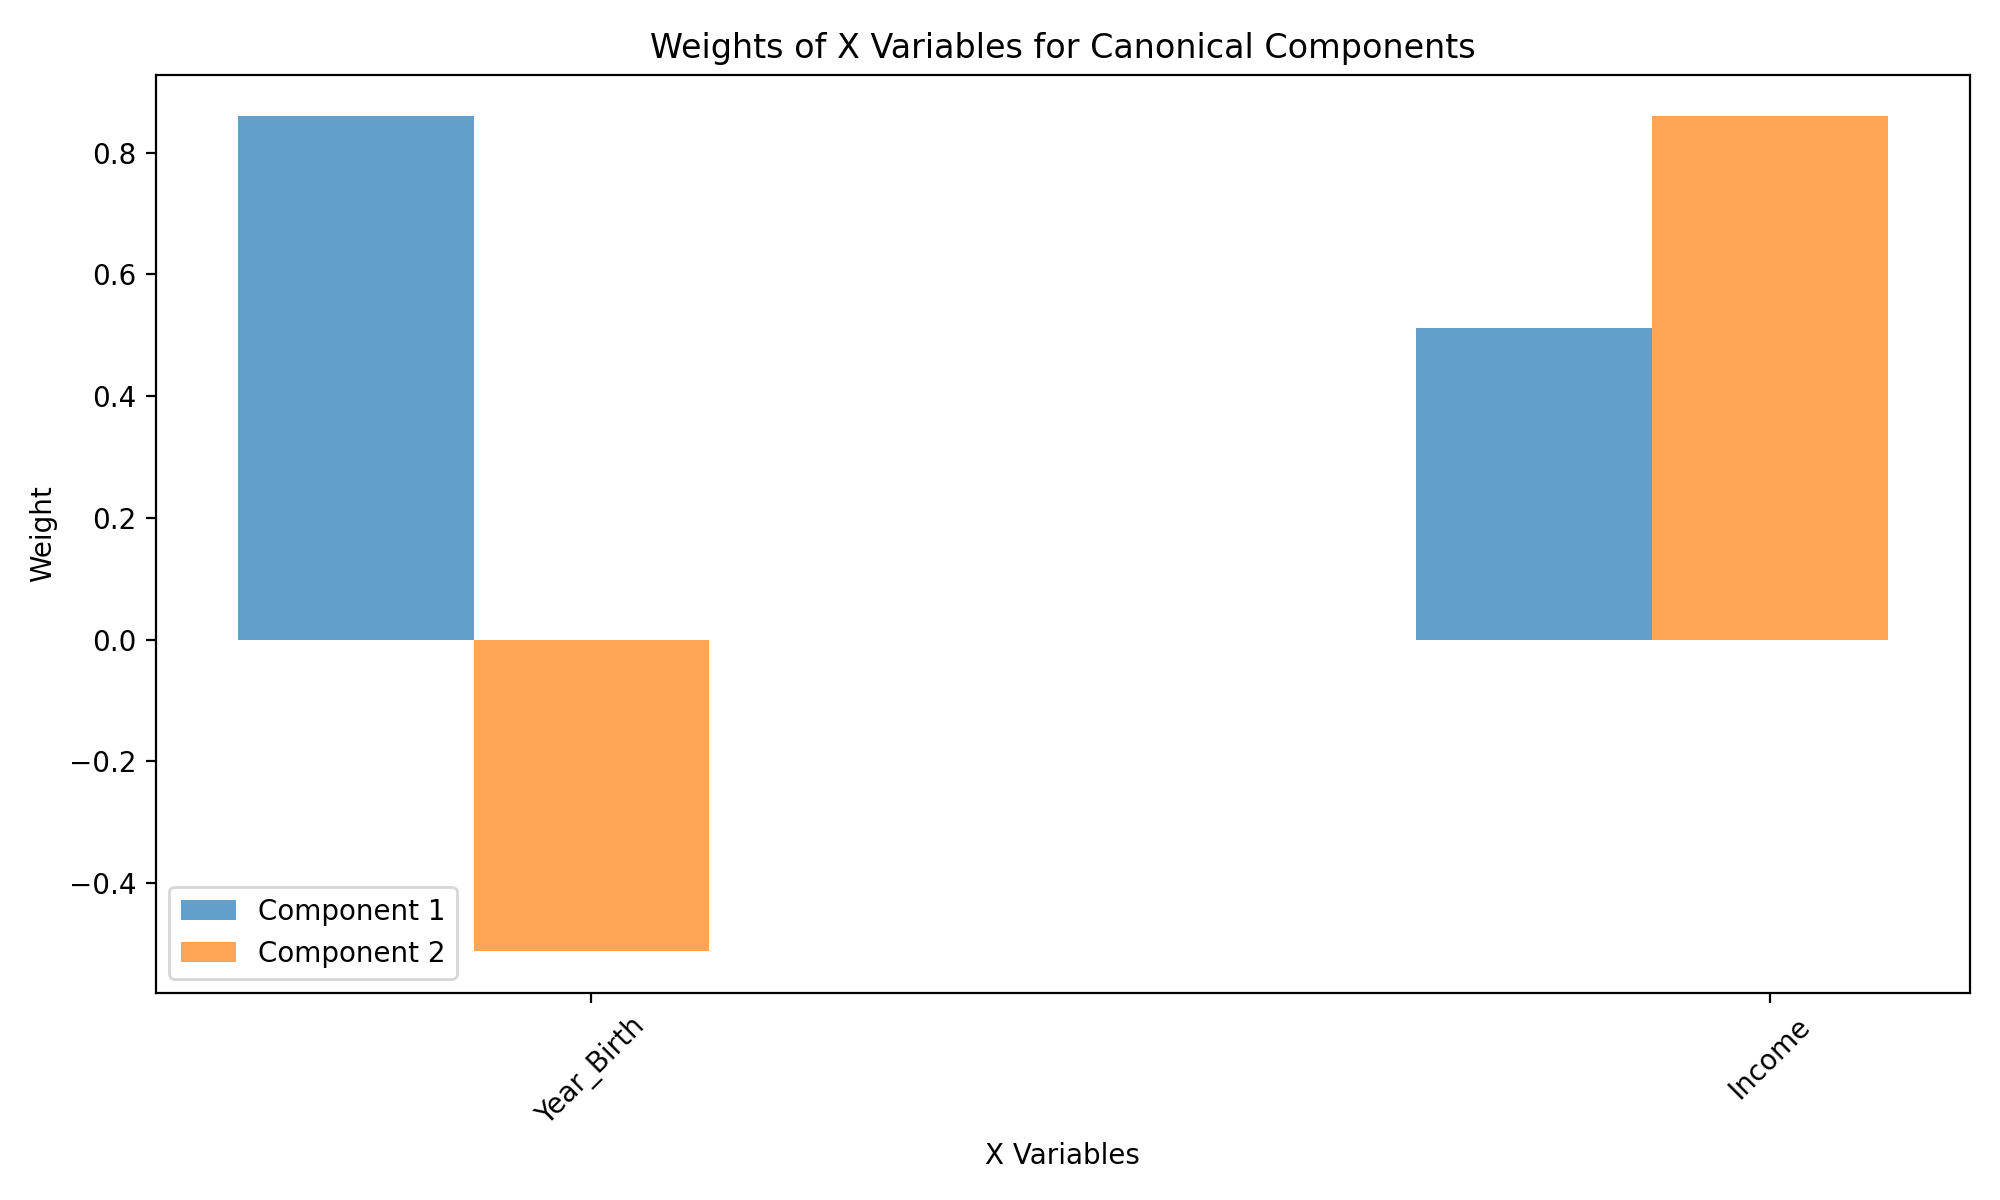 Weights of X Variables for Canonical Components
0.8
0.6
0.4
0.2
0.0
−0.2
−0.4
Weight
Component 1
Component 2
Year_Birth
Income
X Variables